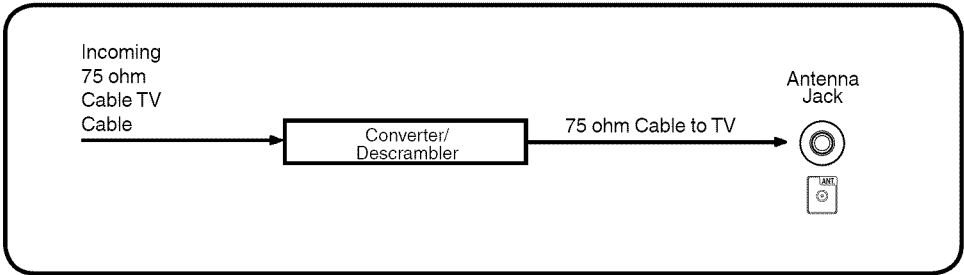 Incoming
75 ohm
Cable TV
Cable
Converter/
Descrambler
75 ohm Cable to TV
Antenna
Jack
ANT.